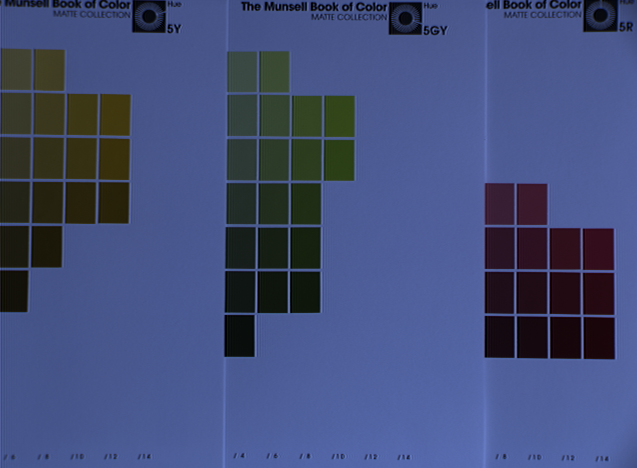 Munsell Book of Color
MATTE COLLECTION
Hue
5Y
The Munsell Book of Color
MATTE COLLECTION
Hue
5GY
ell Book of Color
MATTE COLLECTION
Hue
5R
/ 6 / 8 / 10 / 12 / 14
/ 4 / 6 / 8 / 10 / 12 / 14
/ 8 / 10 / 12 / 14